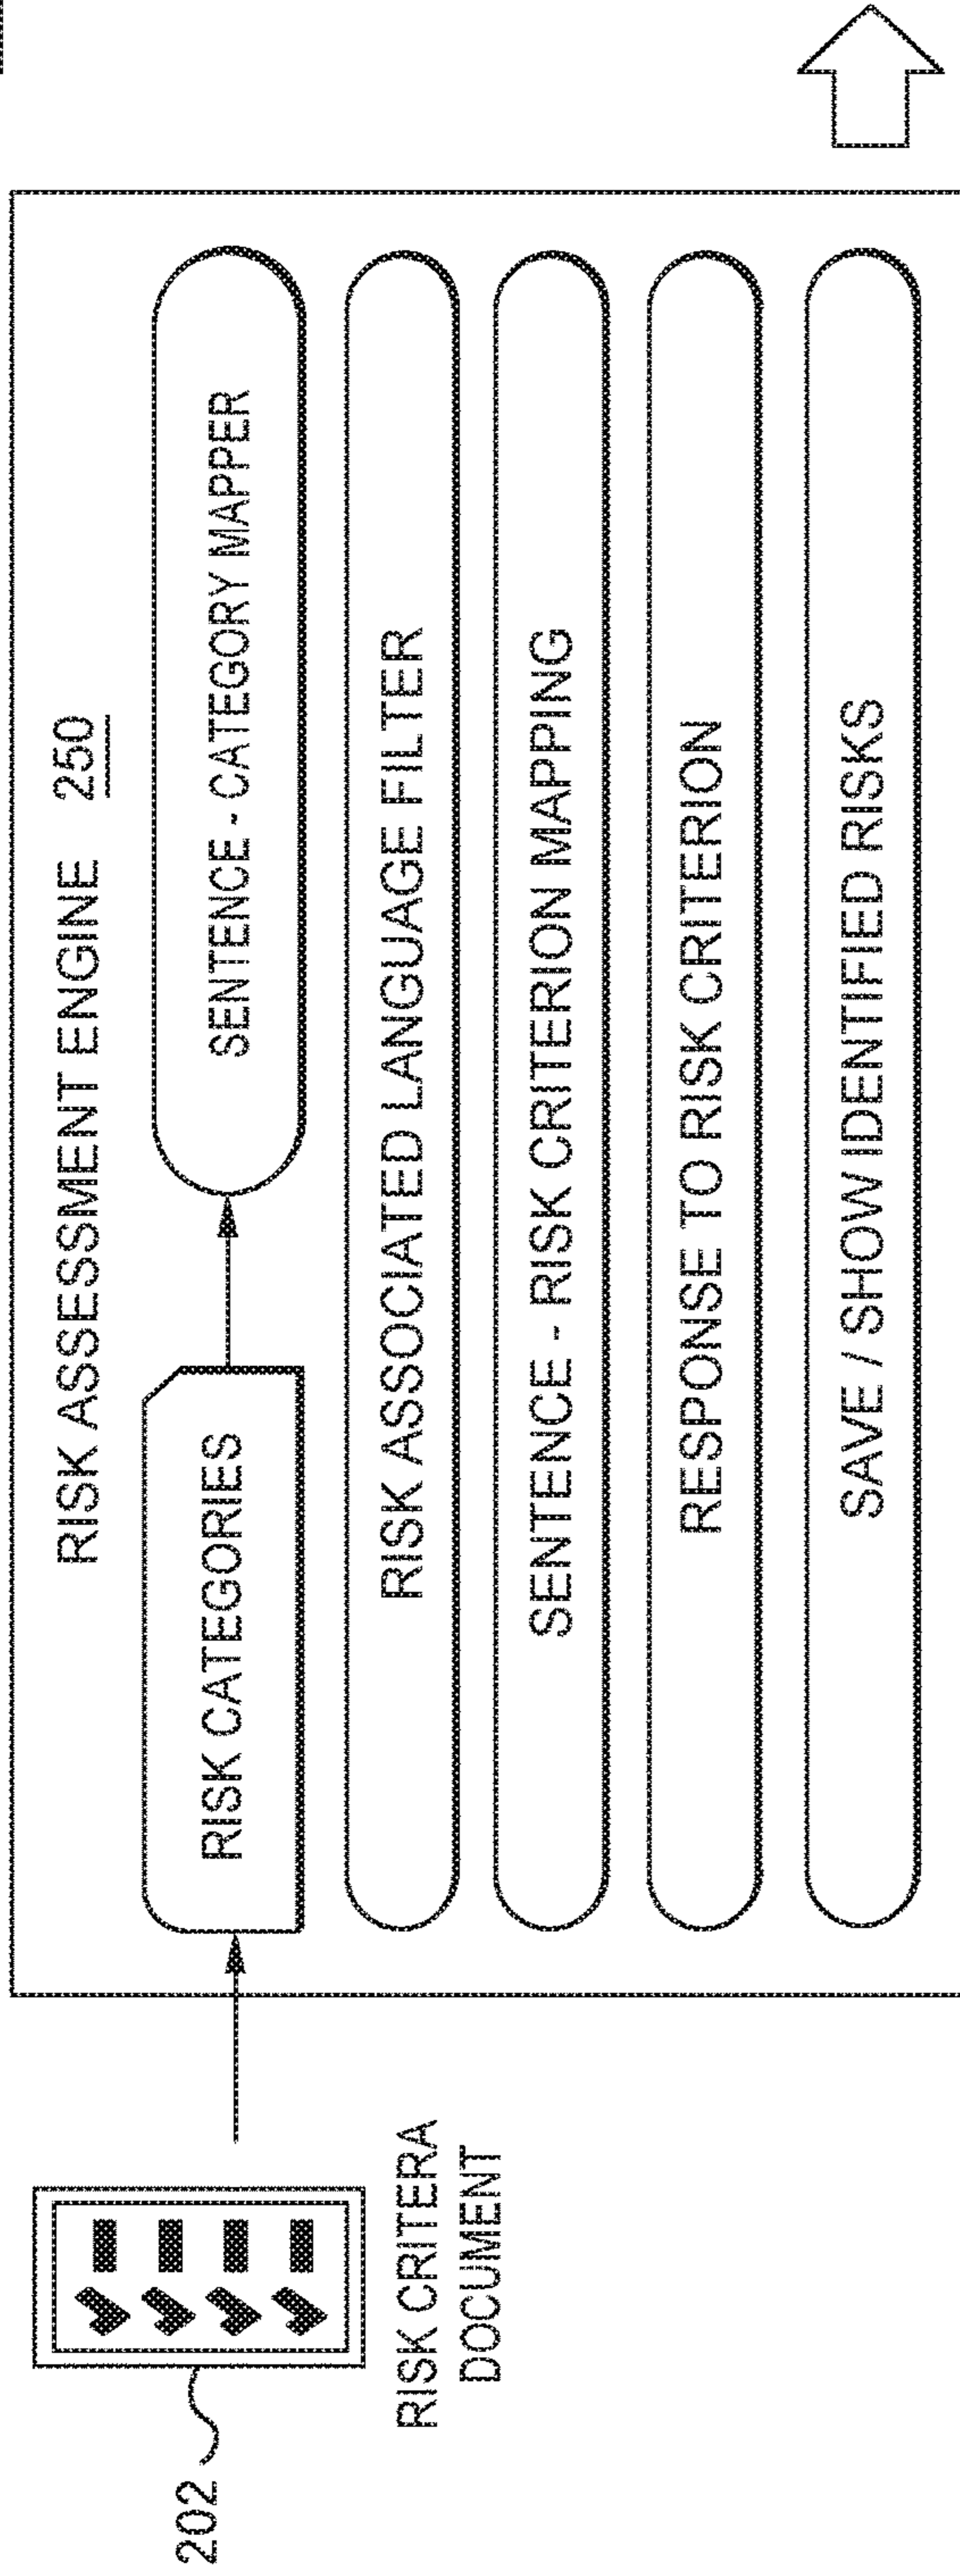 RISK ASSESSMENT ENGINE 250
RISK CATEGORIES
SENTENCE - CATEGORY MAPPER
RISK ASSOCIATED LANGUAGE FILTER
SENTENCE - RISK CRITERION MAPPING
RESPONSE TO RISK CRITERION
SAVE / SHOW IDENTIFIED RISKS
202
RISK CRITERA
DOCUMENT